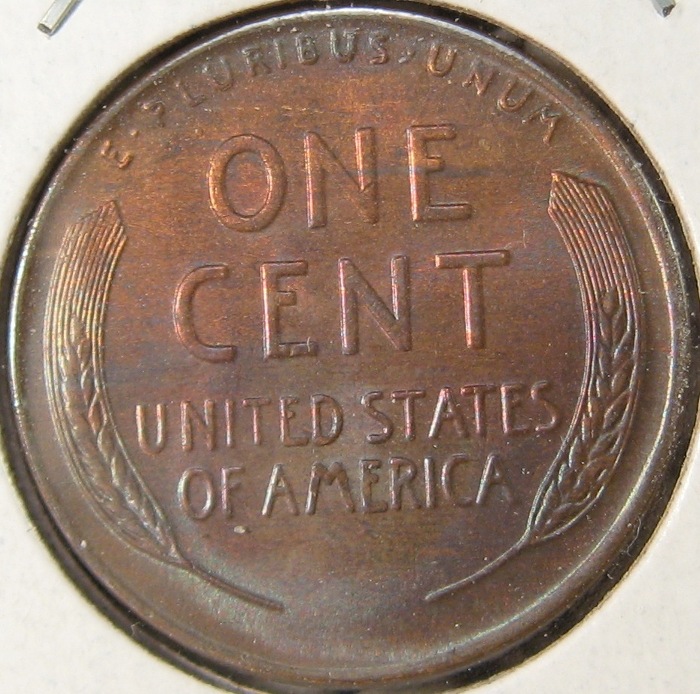 E·PLURIBUS·UNUM
ONE
CENT
UNITED STATES
OF AMERICA